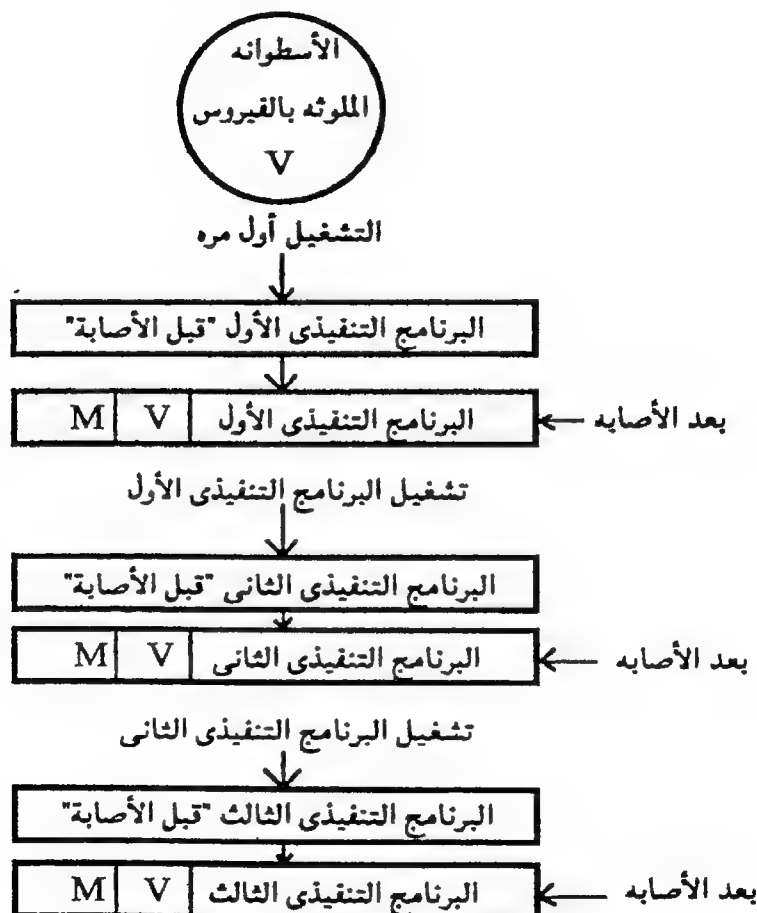 الأسطوانه
الملوثه بالڤيروس
V
التشغيل أول مره
البرنامج التنفيذى الأول "قبل الأصابة"
البرنامج التنفيذى الأول V M
بعد الأصابه
تشغيل البرنامج التنفيذى الأول
البرنامج التنفيذى الثانى "قبل الأصابة"
البرنامج التنفيذى الثانى V M
بعد الأصابه
تشغيل البرنامج التنفيذى الثانى
البرنامج التنفيذى الثالث "قبل الأصابة"
البرنامج التنفيذى الثالث V M
بعد الأصابه